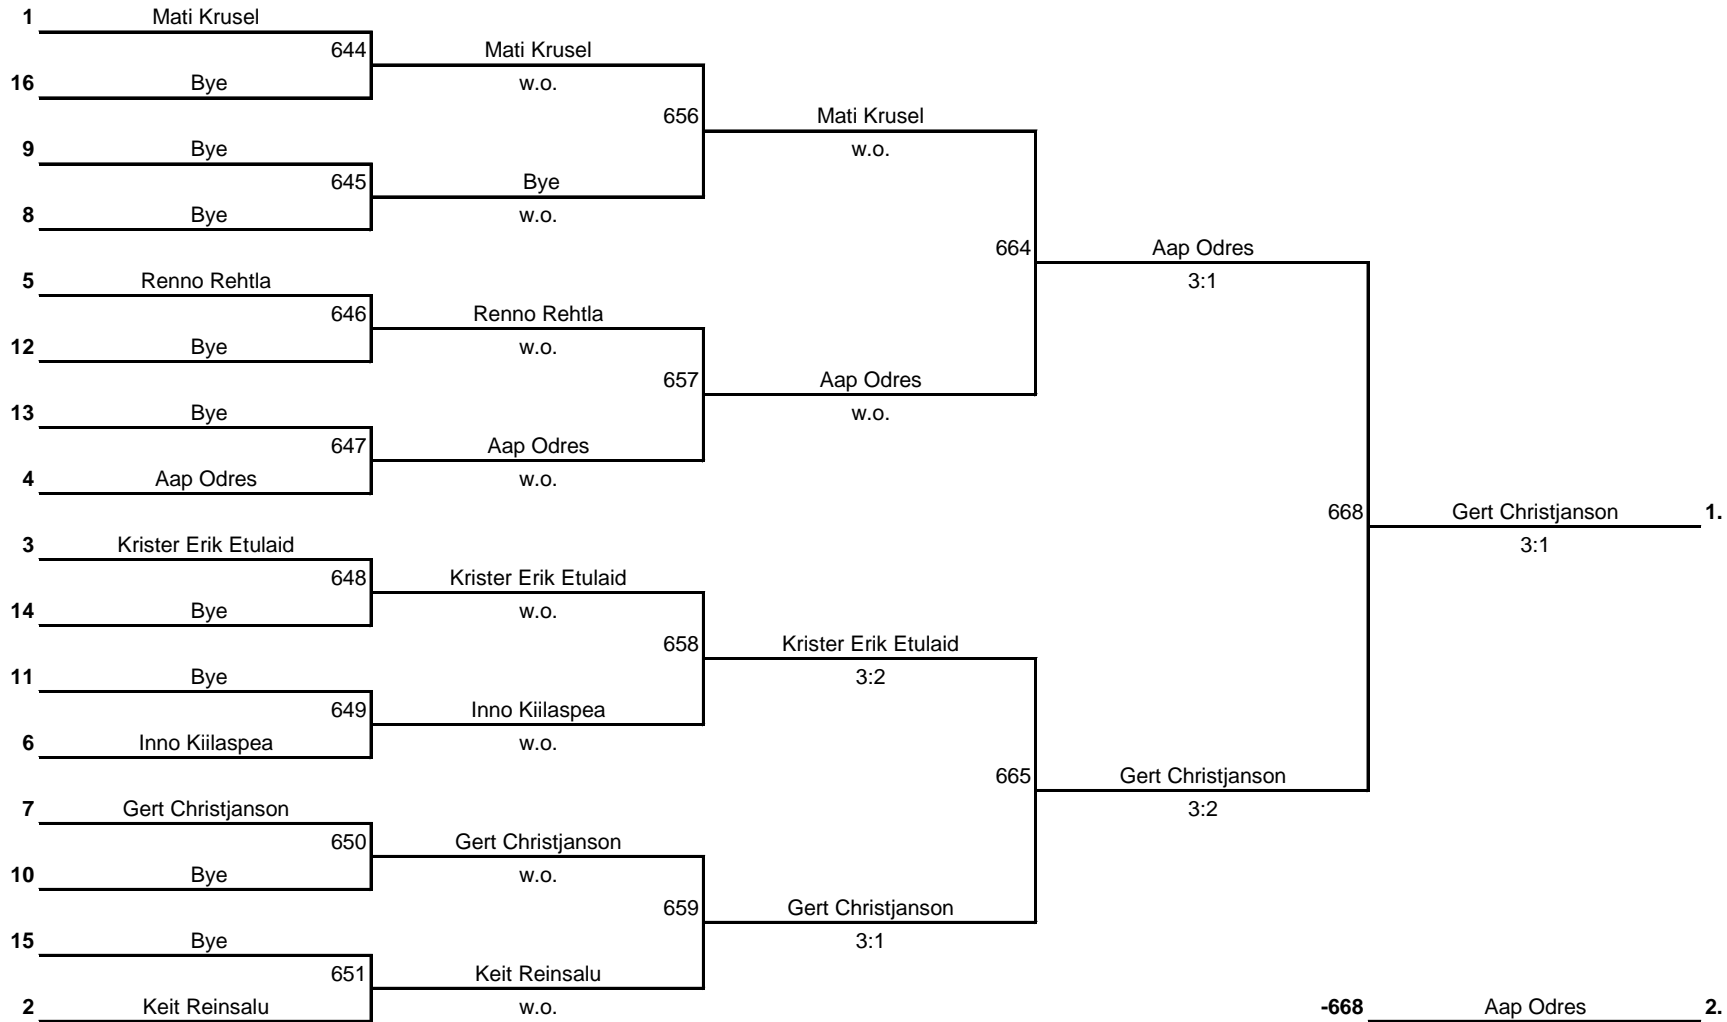 1 Mati Krusel
644 Mati Krusel
16 Bye w.o.
656 Mati Krusel
9 Bye w.o.
645 Bye
8 Bye w.o.
664 Aap Odres
5 Renno Rehtla 3:1
646 Renno Rehtla
12 Bye w.o.
657 Aap Odres
13 Bye w.o.
647 Aap Odres
4 Aap Odres w.o.
668 Gert Christjanson 1.
3 Krister Erik Etulaid 3:1
648 Krister Erik Etulaid
14 Bye w.o.
658 Krister Erik Etulaid
11 Bye 3:2
649 Inno Kiilaspea
6 Inno Kiilaspea w.o.
665 Gert Christjanson
7 Gert Christjanson 3:2
650 Gert Christjanson
10 Bye w.o.
659 Gert Christjanson
15 Bye 3:1
651 Keit Reinsalu
2 Keit Reinsalu w.o. -668 Aap Odres 2.